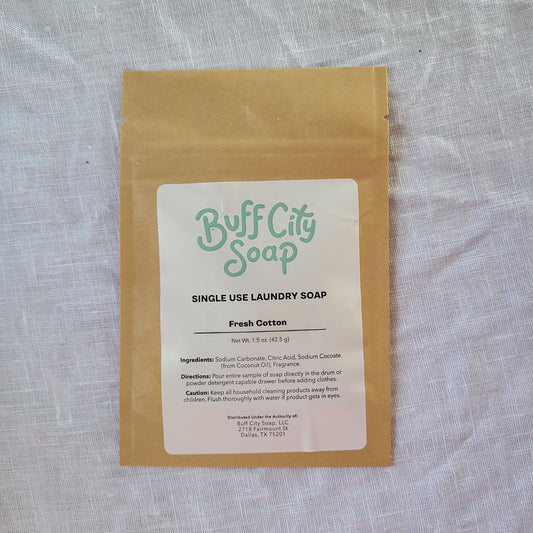 Buff City
Soap
SINGLE USE LAUNDRY SOAP
Fresh Cotton
Net Wt. 1.5 oz. (42.5 g)
Ingredients: Sodium Carbonate, Citric Acid, Sodium Cocoate
(from Coconut Oil), Fragrance.
Directions: Pour entire sample of soap directly in the drum or
powder detergent capable drawer before adding clothes.
Caution: Keep all household cleaning products away from
children. Flush thoroughly with water if product gets in eyes.
Distributed Under the Authority of:
Buff City Soap, LLC
2718 Fairmount St
Dallas, TX 75201